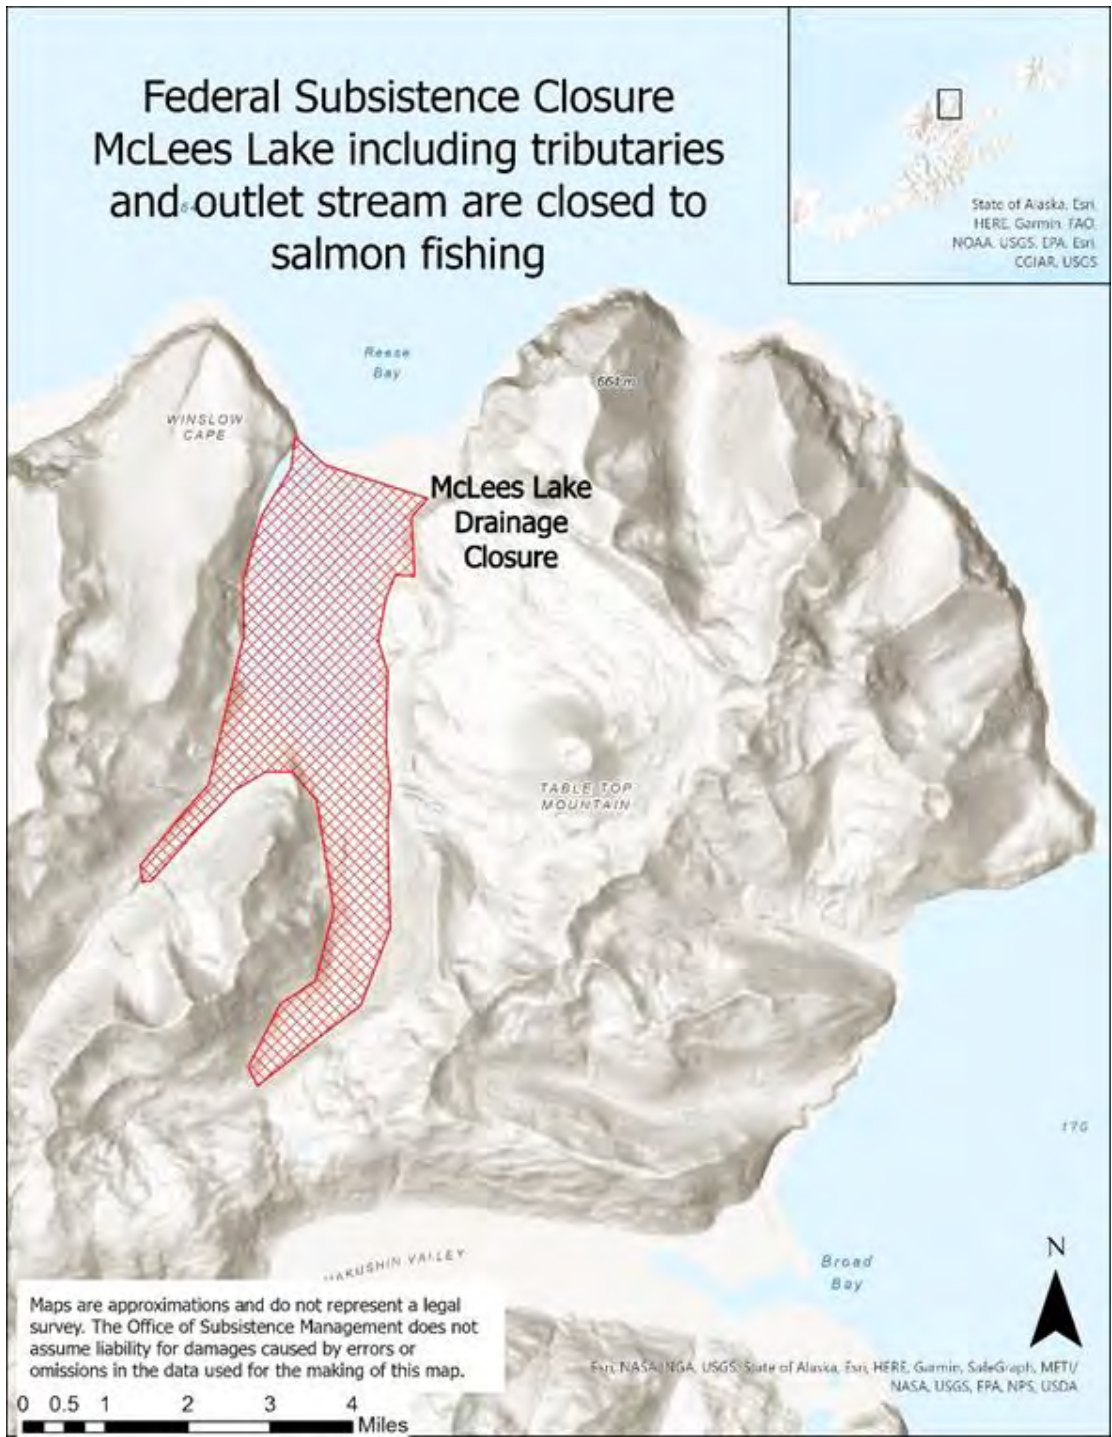 Federal Subsistence Closure
McLees Lake including tributaries
and outlet stream are closed to
salmon fishing
State of Alaska, Esri,
HERE, Garmin, FAO,
NOAA, USGS, EPA, Esri,
CGIAR, USGS
Reese
Bay
664 m
WINSLOW
CAPE
McLees Lake
Drainage
Closure
TABLE TOP
MOUNTAIN
176
N
VALLEY
Broad
Bay
Maps are approximations and do not represent a legal
survey. The Office of Subsistence Management does not
assume liability for damages caused by errors or
omissions in the data used for the making of this map.
Esri, NASA, NGA, USGS, State of Alaska, Esri, HERE, Garmin, SafeGraph, METI/
NASA, USGS, EPA, NPS, USDA
0 0.5 1 2 3 4
Miles